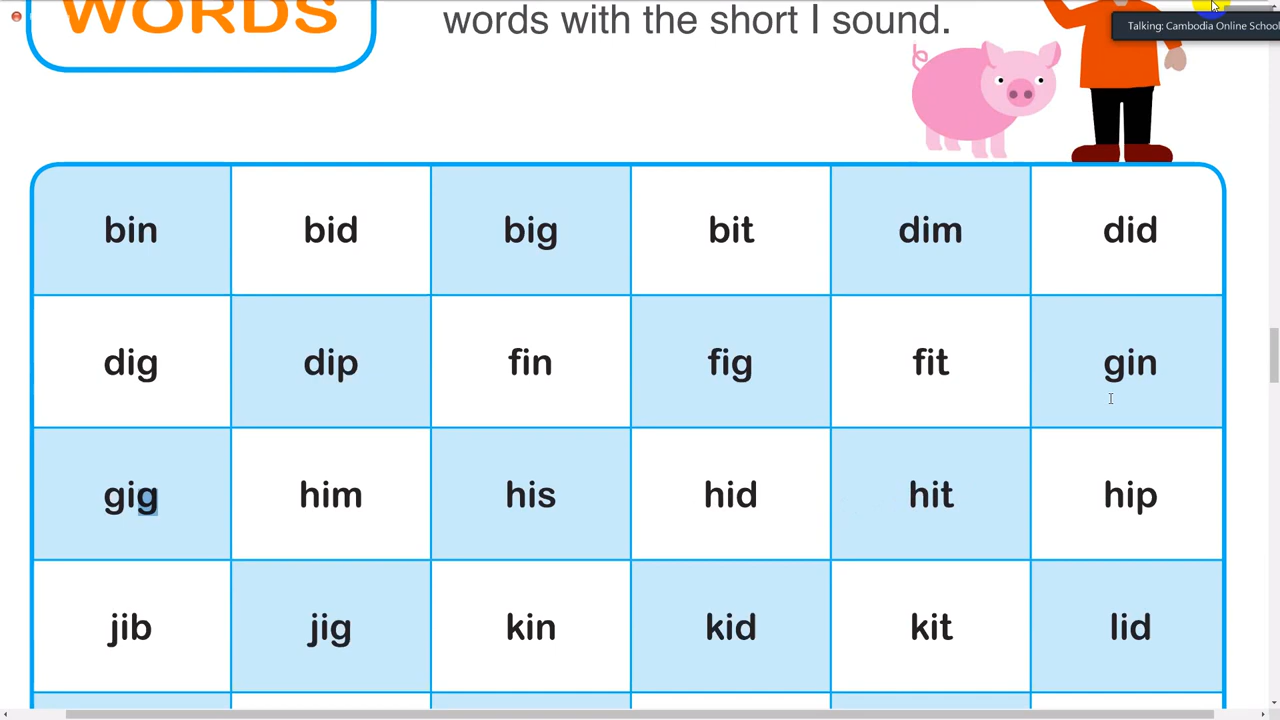 WORDS
words with the short I sound.
Talking: Cambodia Online School
bin bid big bit dim did
dig dip fin fig fit gin
gig him his hid hit hip
jib jig kin kid kit lid